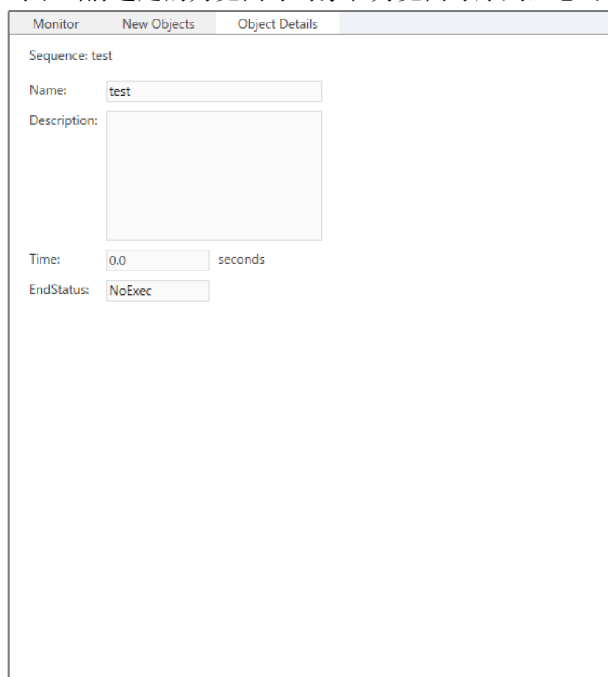 Monitor New Objects Object Details
Sequence: test
Name: test
Description:
Time: 0.0 seconds
EndStatus: NoExec